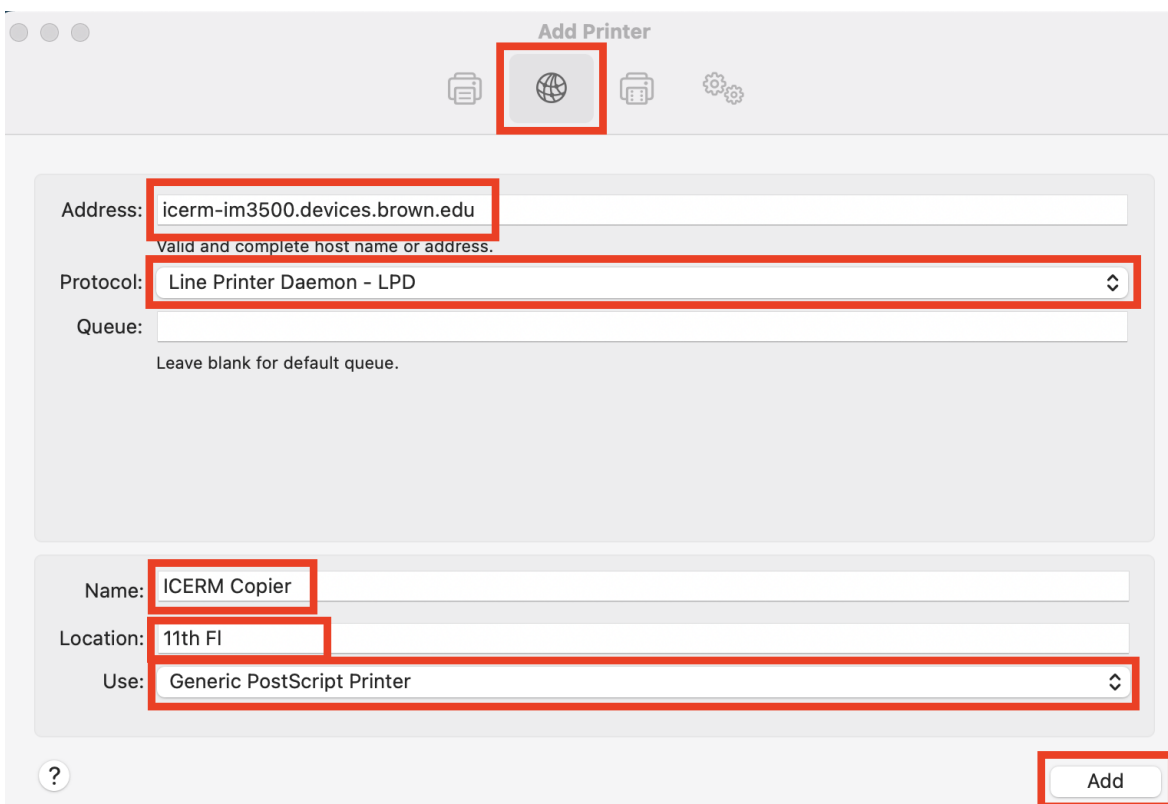 Add Printer
Address: icerm-im3500.devices.brown.edu
Valid and complete host name or address.
Protocol: Line Printer Daemon - LPD
Queue:
Leave blank for default queue.
Name: ICERM Copier
Location: 11th Fl
Use: Generic PostScript Printer
? Add